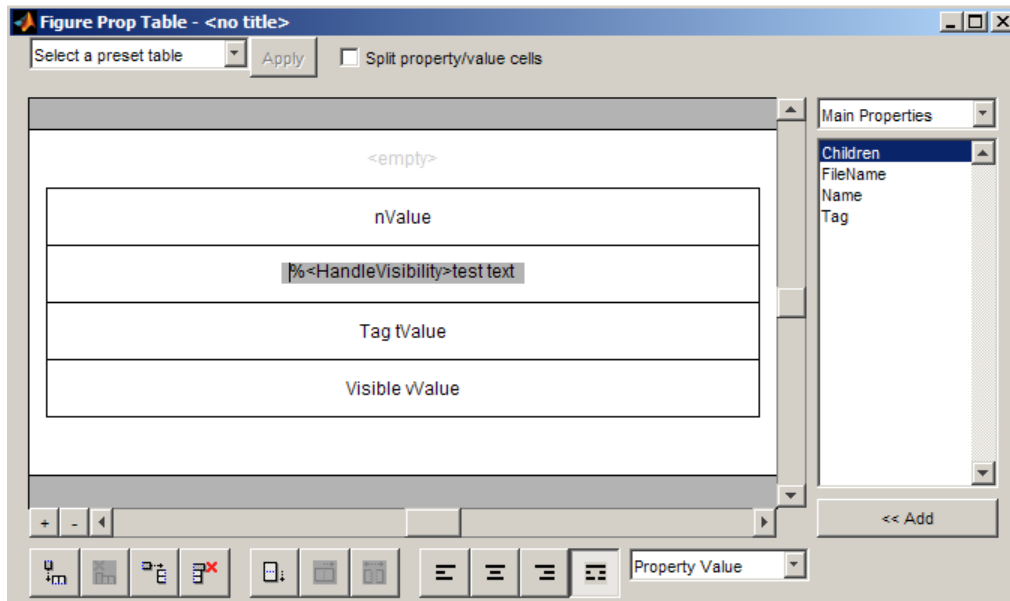 Figure Prop Table - <no title>
Select a preset table
Apply
Split property/value cells
Main Properties
<empty>
Children
FileName
Name
Tag
nValue
%<HandleVisibility>test text
Tag tValue
Visible vValue
+ -
<< Add
Property Value